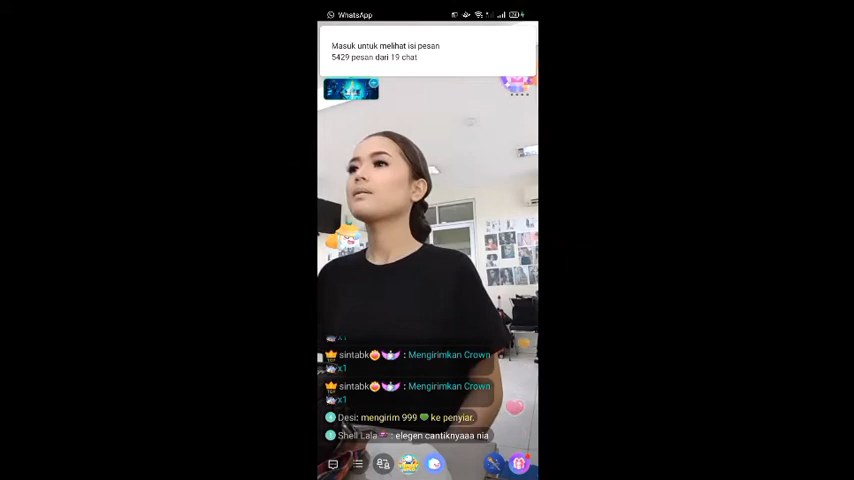 WhatsApp
Masuk untuk melihat isi pesan
5429 pesan dari 19 chat
x1
sintabk : Mengirimkan Crown
x1
sintabk : Mengirimkan Crown
x1
Desi: mengirim 999 ke penyiar.
Shell Lala : elegen cantiknyaaa nia